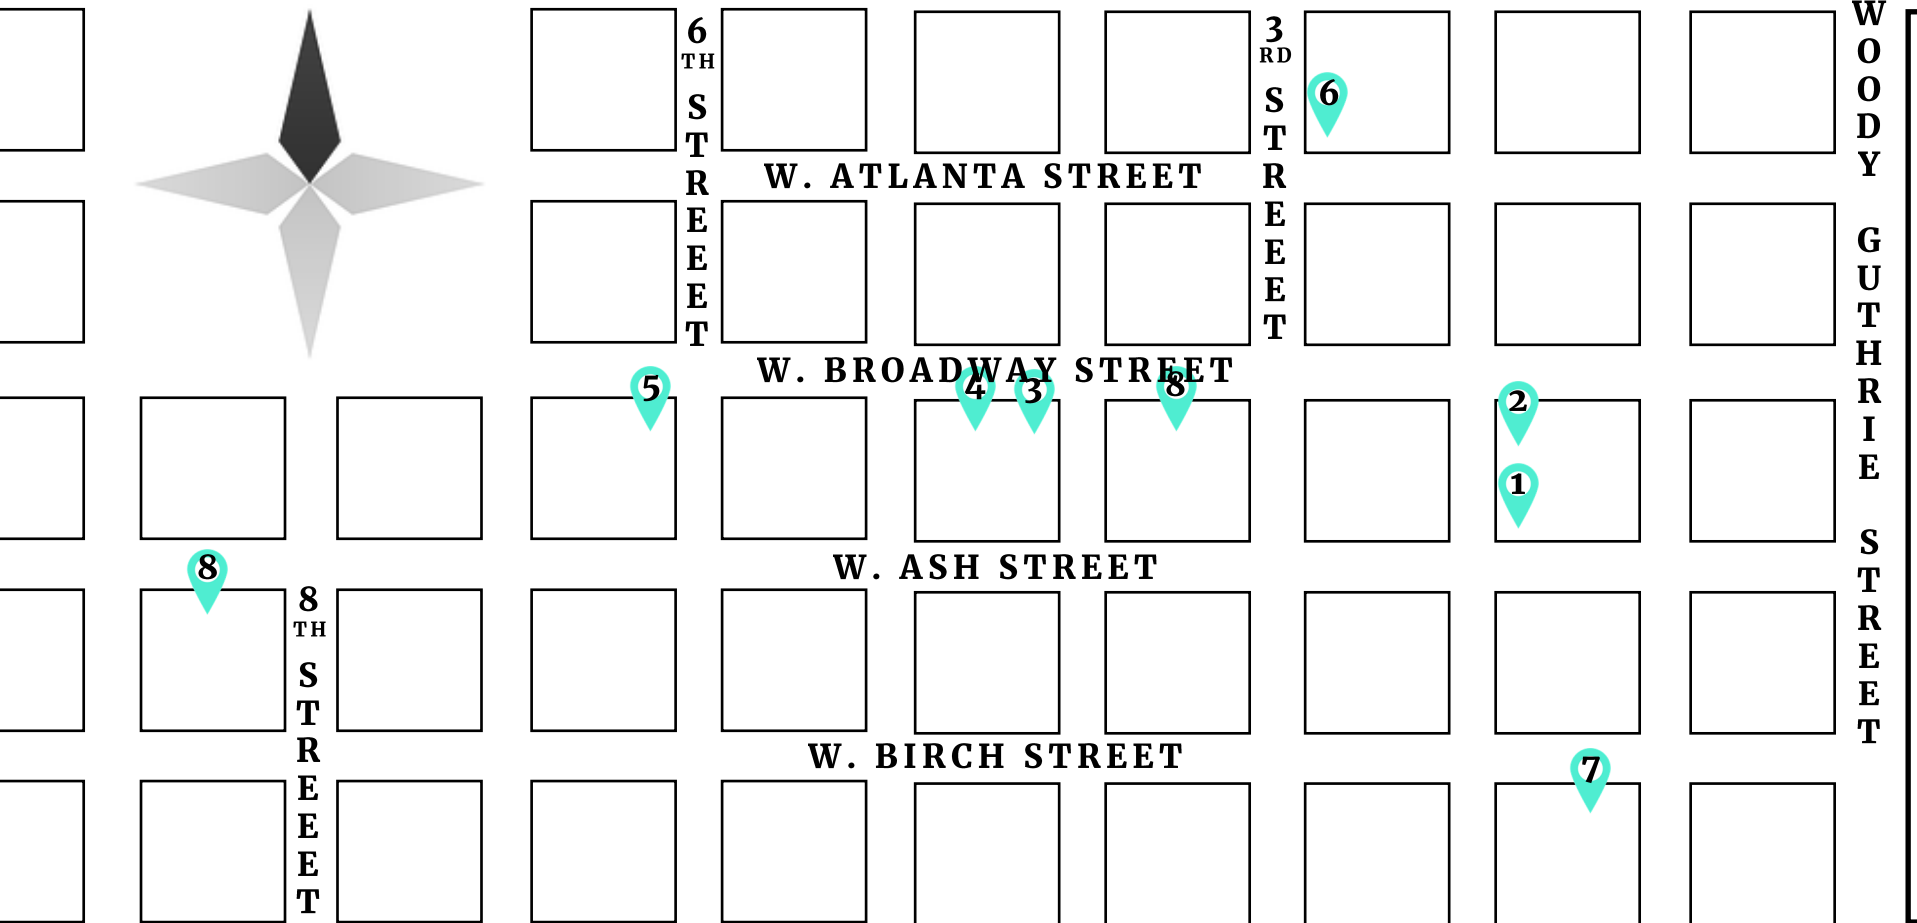 6TH STREET
3RD STREET
WOODY GUTHRIE STREET
6
W. ATLANTA STREET
W. BROADWAY STREET
5
4
3
8
2
1
W. ASH STREET
8
8TH STREET
W. BIRCH STREET
7